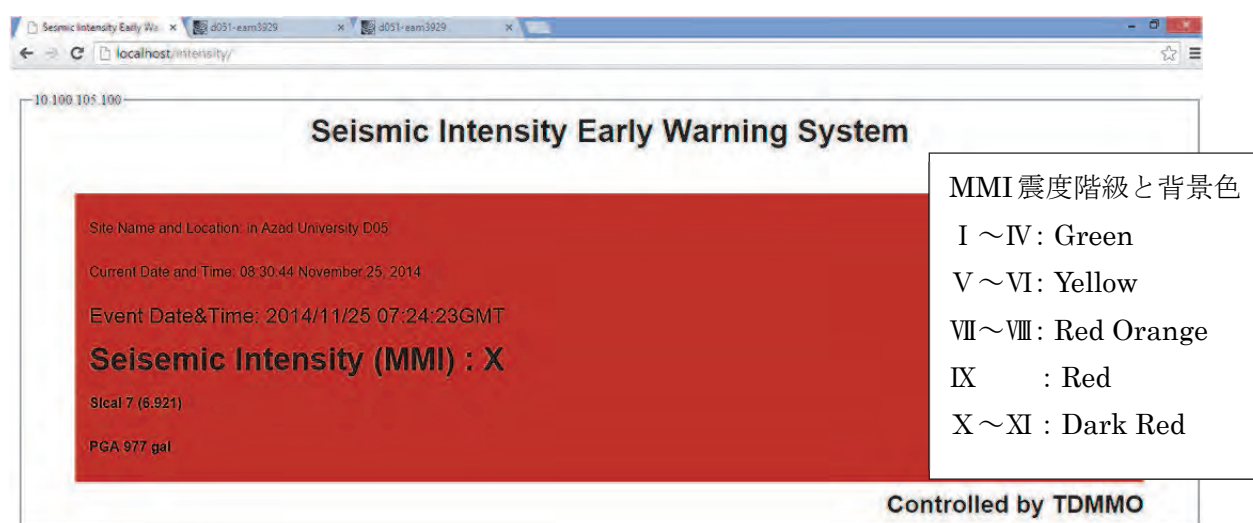 Sesmic Intensity Early Wa
d051-eam3929
d051-eam3929
localhost/intensity/
10.100.105.100
Seismic Intensity Early Warning System
Site Name and Location: in Azad University D05
Current Date and Time: 08:30:44 November,25, 2014
Event Date&Time: 2014/11/25 07:24:23GMT
Seisemic Intensity (MMI) : X
SIcal 7 (6.921)
PGA 977 gal
Controlled by TDMMO
MMI震度階級と背景色
Ⅰ～Ⅳ: Green
Ⅴ～Ⅵ: Yellow
Ⅶ～Ⅷ: Red Orange
Ⅸ : Red
Ⅹ～Ⅺ : Dark Red